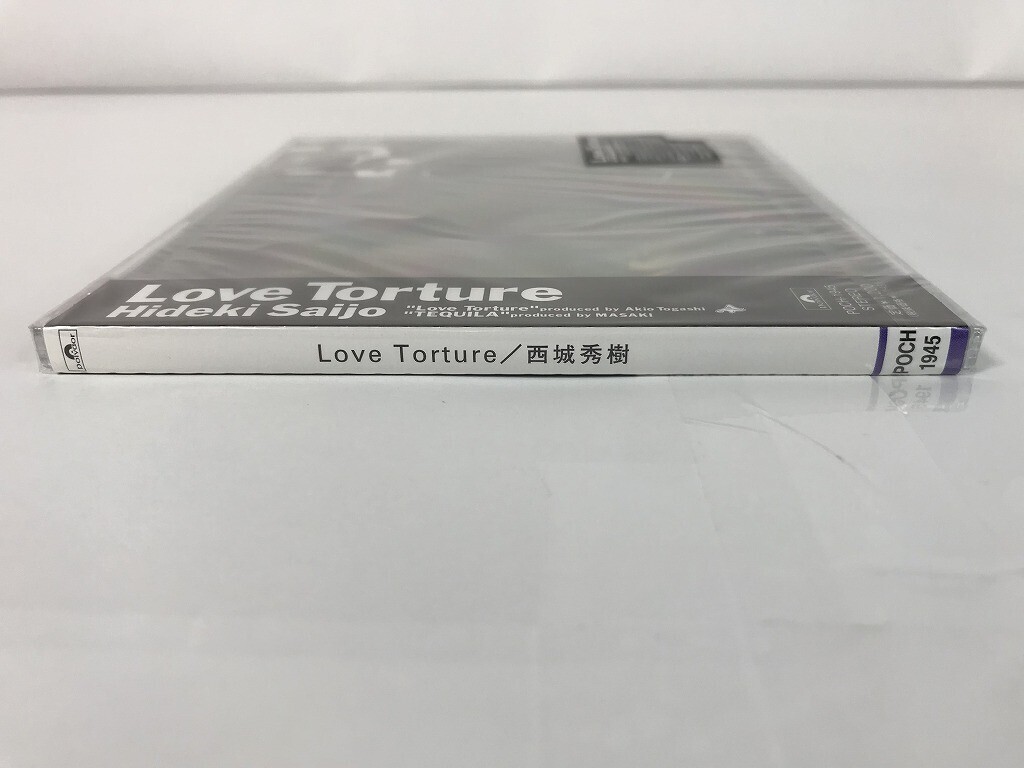 Love Torture
Hideki Saijo
"Love Torture" produced by Akio Togashi
"TEQUILA" produced by MASAKI
Polydor
Love Torture／西城秀樹
POCH
1945